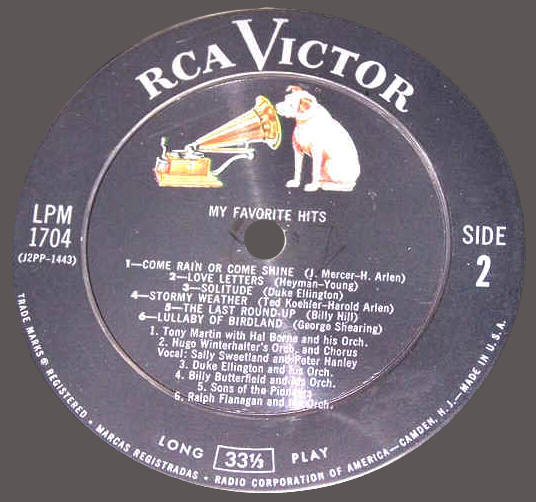 RCA VICTOR
MY FAVORITE HITS
LPM
1704
(J2PP-1443)
SIDE
2
1—COME RAIN OR COME SHINE (J. Mercer-H. Arlen)
2—LOVE LETTERS (Heyman-Young)
3—SOLITUDE (Duke Ellington)
4—STORMY WEATHER (Ted Koehler-Harold Arlen)
5—THE LAST ROUND-UP (Billy Hill)
6—LULLABY OF BIRDLAND (George Shearing)
1. Tony Martin with Hal Borne and his Orch.
2. Hugo Winterhalter's Orch. and Chorus
Vocal: Sally Sweetland and Peter Hanley
3. Duke Ellington and his Orch.
4. Billy Butterfield and his Orch.
5. Sons of the Pioneers
6. Ralph Flanagan and his Orch.
LONG 33⅓ PLAY
TRADE MARKS ® REGISTERED • MARCAS REGISTRADAS • RADIO CORPORATION OF AMERICA—CAMDEN, N. J.—MADE IN U. S. A.